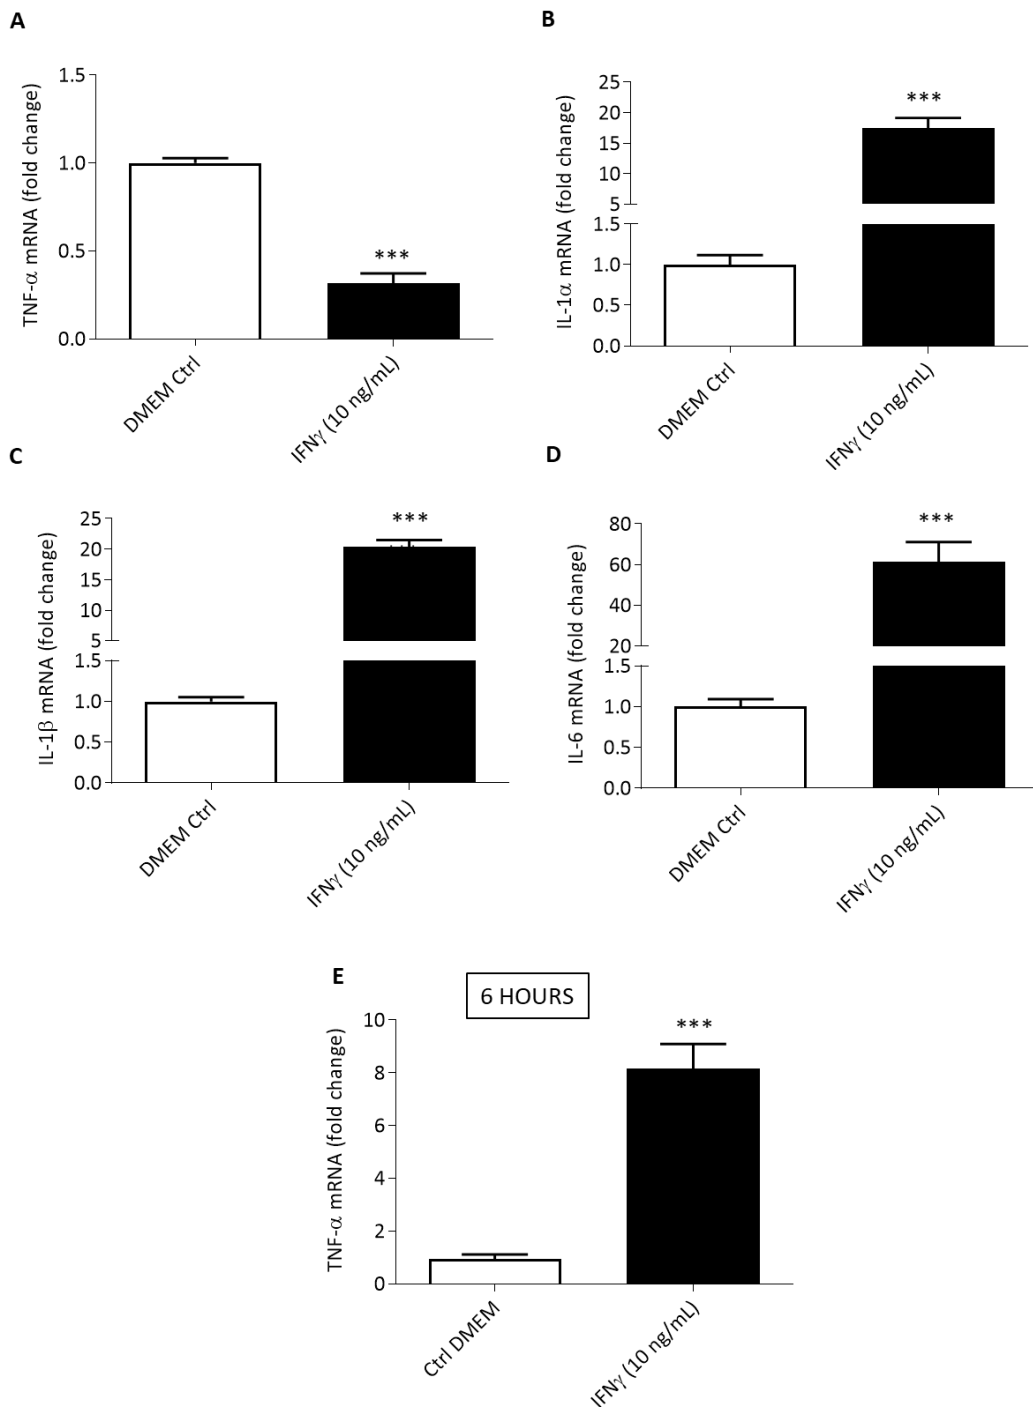 A
TNF-α mRNA (fold change)
1.5
1.0
0.5
0.0
***
DMEM Ctrl
IFNγ (10 ng/mL)
B
IL-1α mRNA (fold change)
25
20
15
10
5
1.5
1.0
0.5
0.0
***
DMEM Ctrl
IFNγ (10 ng/mL)
C
IL-1β mRNA (fold change)
25
20
15
10
5
1.5
1.0
0.5
0.0
***
DMEM Ctrl
IFNγ (10 ng/mL)
D
IL-6 mRNA (fold change)
80
60
40
20
1.5
1.0
0.5
0.0
***
DMEM Ctrl
IFNγ (10 ng/mL)
E
6 HOURS
TNF-α mRNA (fold change)
10
8
6
4
2
0
***
Ctrl DMEM
IFNγ (10 ng/mL)